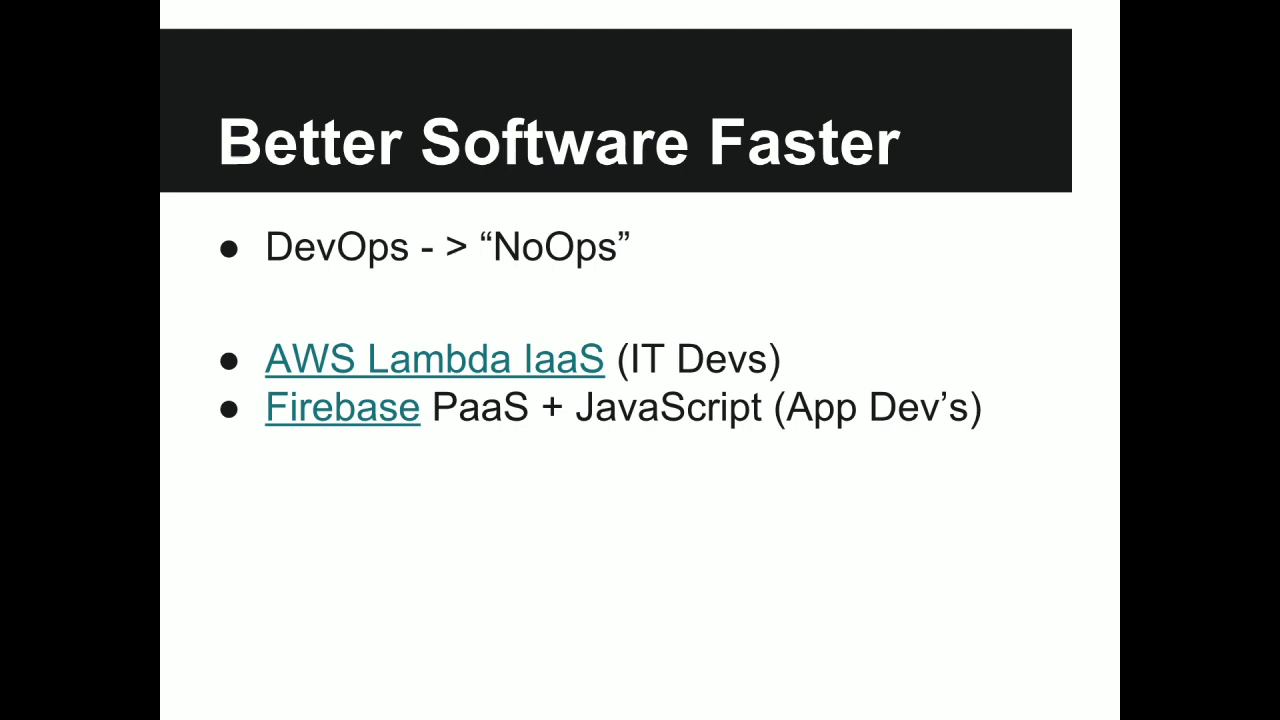 Better Software Faster
● DevOps - > “NoOps”
● AWS Lambda IaaS (IT Devs)
● Firebase PaaS + JavaScript (App Dev’s)